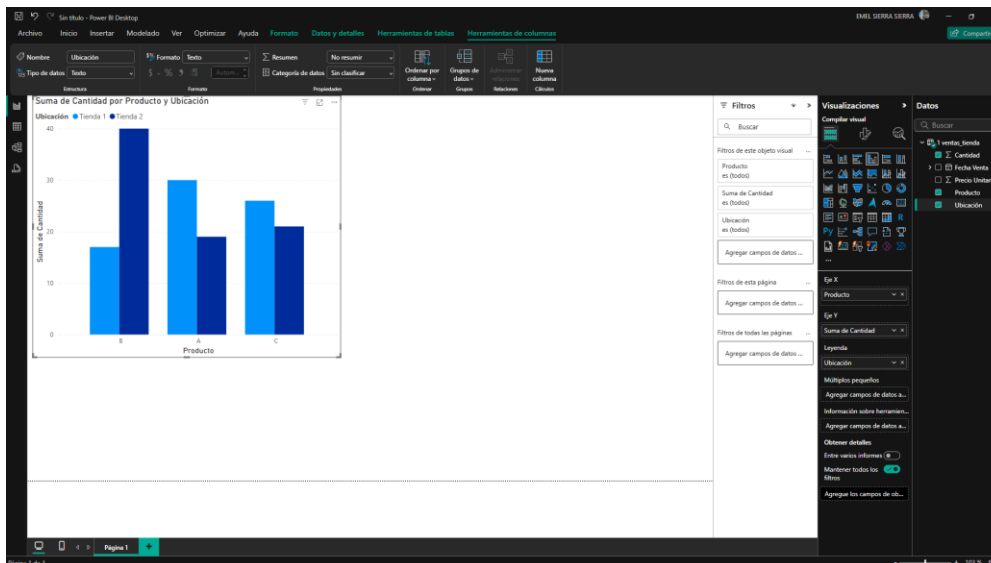 Sin título - Power BI Desktop
EMEL SIERRA SIERRA
Archivo Inicio Insertar Modelado Ver Optimizar Ayuda Formato Datos y detalles Herramientas de tablas Herramientas de columnas
Compartir
Nombre Ubicación
Formato Texto
Resumen No resumir
Tipo de datos Texto
$ - %
Categoría de datos Sin clasificar
Ordenar por columna
Grupos de datos
Administrar relaciones
Nueva columna
Estructura Formato Propiedades Ordenar Grupos Relaciones Cálculos
Suma de Cantidad por Producto y Ubicación
Ubicación Tienda 1 Tienda 2
40
30
20
10
0
Suma de Cantidad
B A C
Producto
Filtros
Buscar
Filtros de este objeto visual ...
Producto
es (todos)
Suma de Cantidad
es (todos)
Ubicación
es (todos)
Agregar campos de datos ...
Filtros de esta página ...
Agregar campos de datos ...
Filtros de todas las páginas ...
Agregar campos de datos ...
Visualizaciones
Compilar visual
R
Py
...
Eje X
Producto
Eje Y
Suma de Cantidad
Leyenda
Ubicación
Múltiplos pequeños
Agregar campos de datos a...
Información sobre herramien...
Agregar campos de datos a...
Obtener detalles
Entre varios informes
Mantener todos los
filtros
Agregue los campos de ob...
Datos
Buscar
1 ventas_tienda
Cantidad
Fecha Venta
Precio Unitar
Producto
Ubicación
Página 1
Página 1 de 1